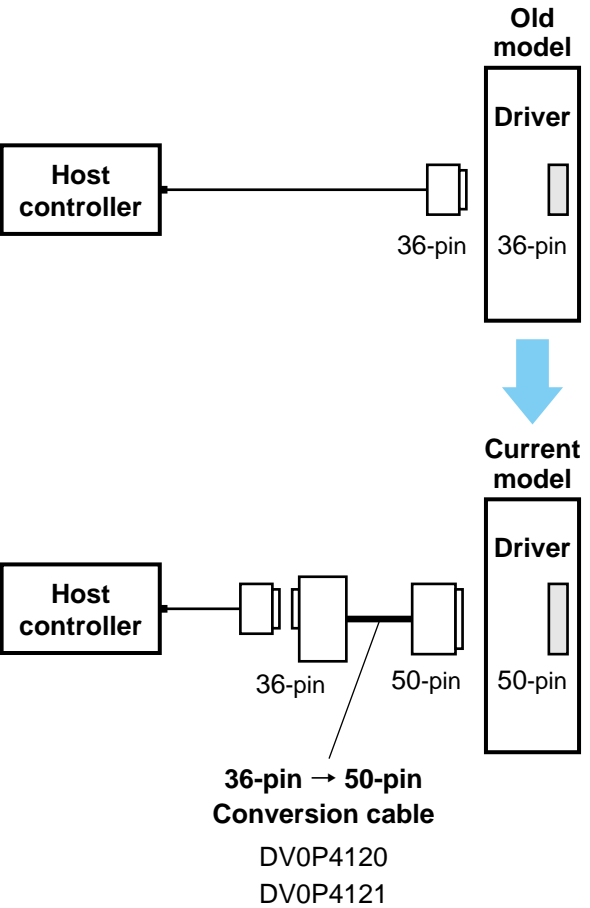 Old
model
Driver
Host
controller
36-pin
36-pin
Current
model
Driver
Host
controller
36-pin
50-pin
50-pin
36-pin → 50-pin
Conversion cable
DV0P4120
DV0P4121